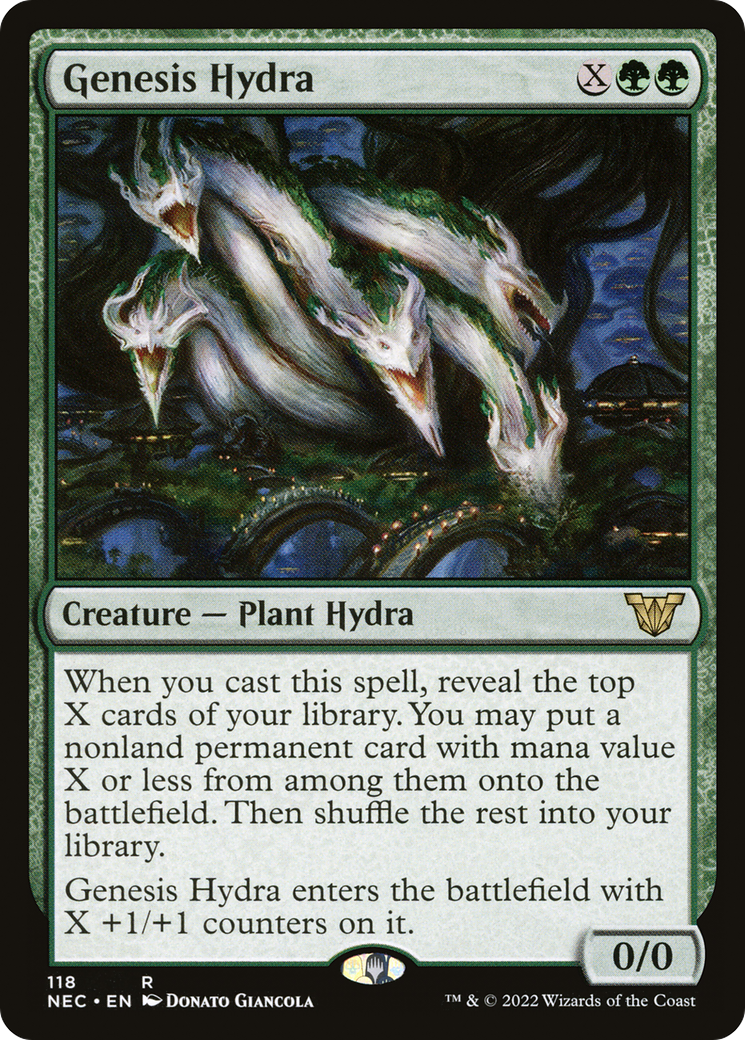 Genesis Hydra X
Creature — Plant Hydra
When you cast this spell, reveal the top
X cards of your library. You may put a
nonland permanent card with mana value
X or less from among them onto the
battlefield. Then shuffle the rest into your
library.
Genesis Hydra enters the battlefield with
X +1/+1 counters on it.
0/0
118 R
NEC • EN Donato Giancola ™ & © 2022 Wizards of the Coast